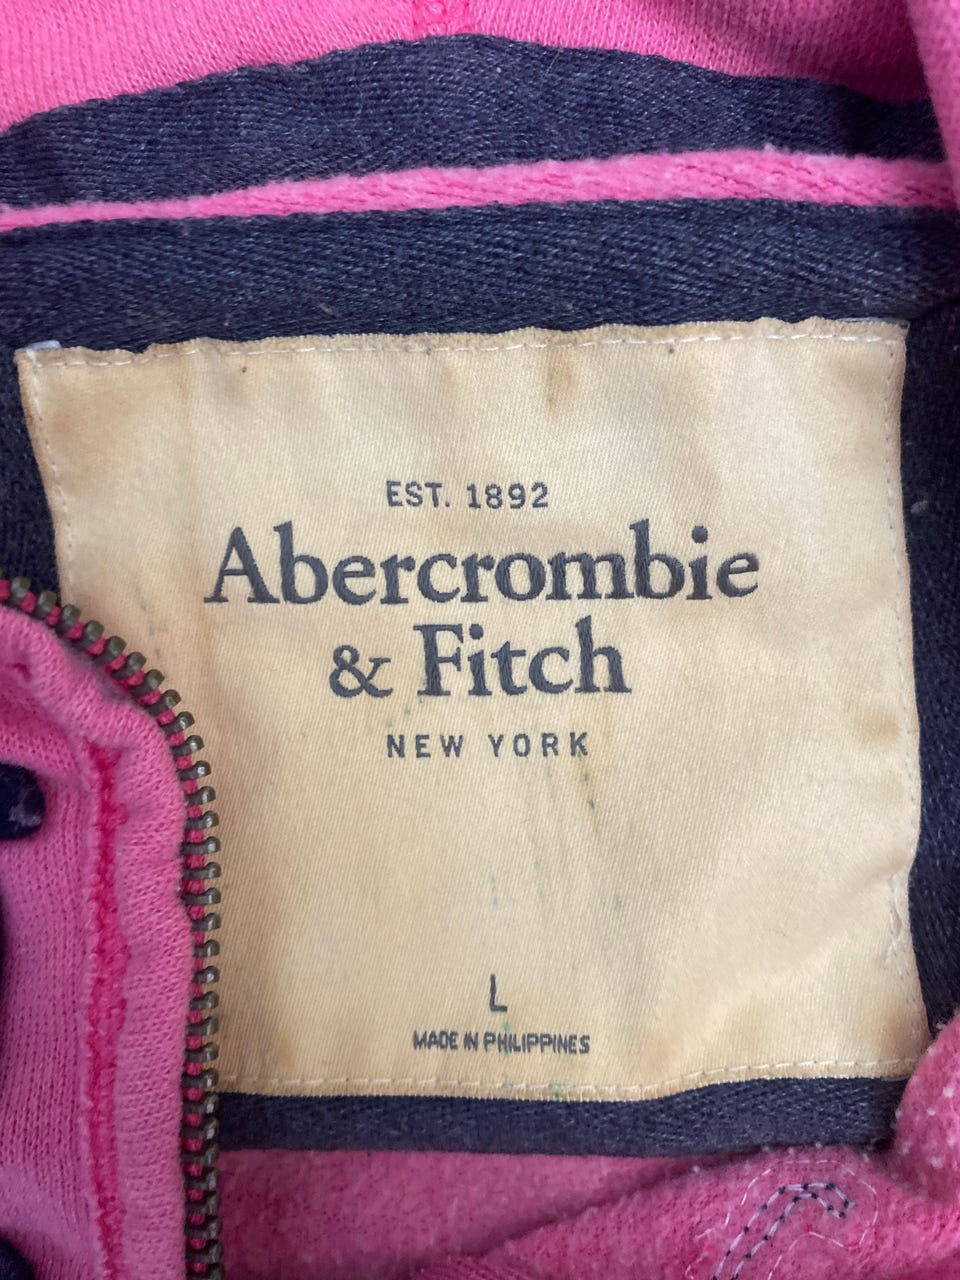 EST. 1892
Abercrombie
& Fitch
NEW YORK
L
MADE IN PHILIPPINES